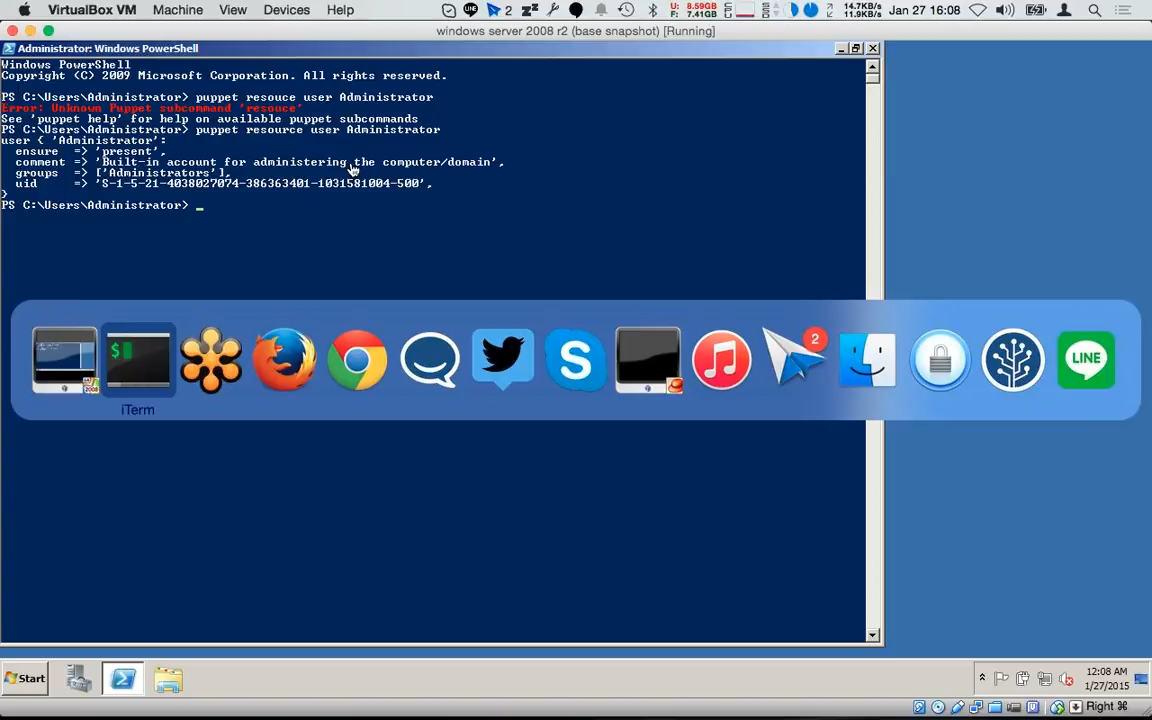 VirtualBox VM Machine View Devices Help 2 U: 8.59GB F: 7.41GB 14.7KB/s 11.9KB/s Jan 27 16:08
windows server 2008 r2 (base snapshot) [Running]
Administrator: Windows PowerShell
Windows PowerShell
Copyright (C) 2009 Microsoft Corporation. All rights reserved.
PS C:\Users\Administrator> puppet resouce user Administrator
Error: Unknown Puppet subcommand 'resouce'
See 'puppet help' for help on available puppet subcommands
PS C:\Users\Administrator> puppet resource user Administrator
user { 'Administrator':
ensure => 'present',
comment => 'Built-in account for administering the computer/domain',
groups => ['Administrators'],
uid => 'S-1-5-21-4038027074-386363401-1031581004-500',
}
PS C:\Users\Administrator> _
$
S
2
LINE
iTerm
Start
12:08 AM
1/27/2015
Right ⌘